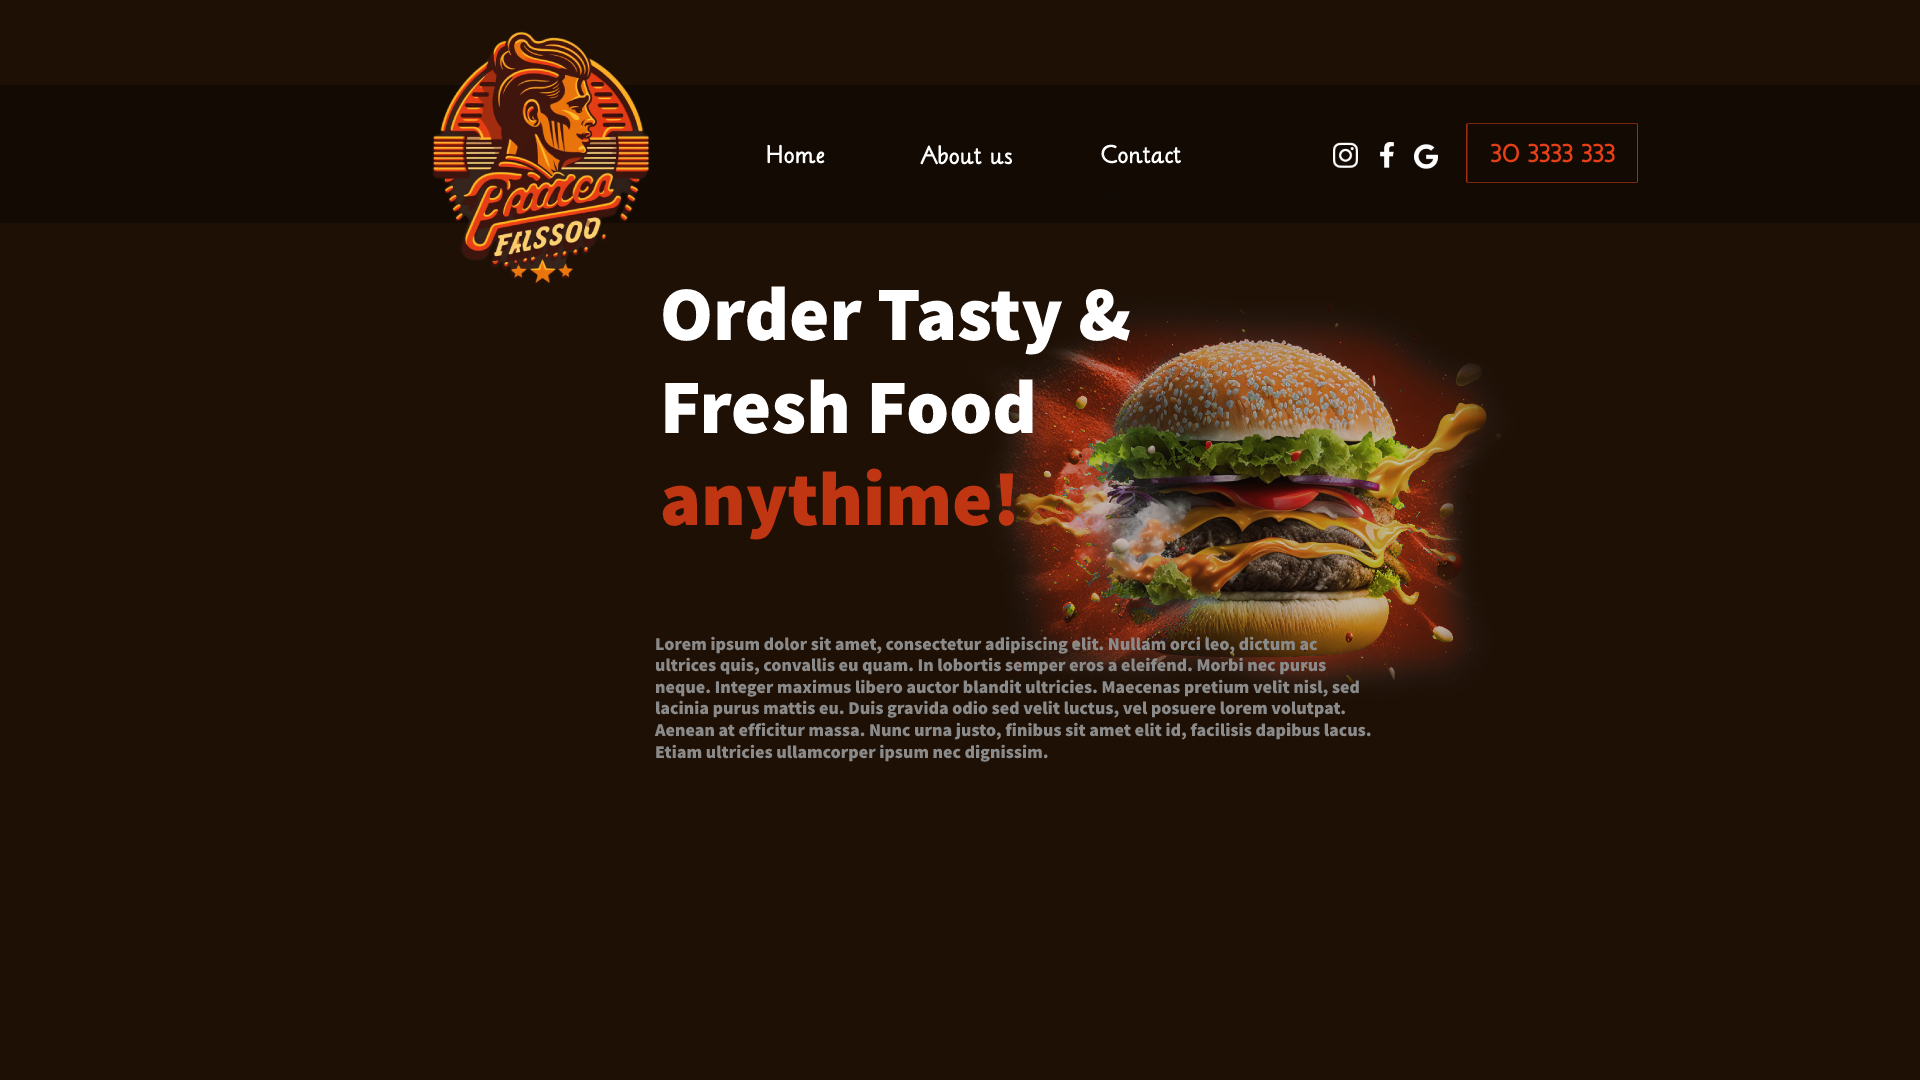 FALSSOO.
Home
About us
Contact
30 3333 333
Order Tasty &
Fresh Food
anythime!
Lorem ipsum dolor sit amet, consectetur adipiscing elit. Nullam orci leo, dictum ac
ultrices quis, convallis eu quam. In lobortis semper eros a eleifend. Morbi nec purus
neque. Integer maximus libero auctor blandit ultricies. Maecenas pretium velit nisl, sed
lacinia purus mattis eu. Duis gravida odio sed velit luctus, vel posuere lorem volutpat.
Aenean at efficitur massa. Nunc urna justo, finibus sit amet elit id, facilisis dapibus lacus.
Etiam ultricies ullamcorper ipsum nec dignissim.